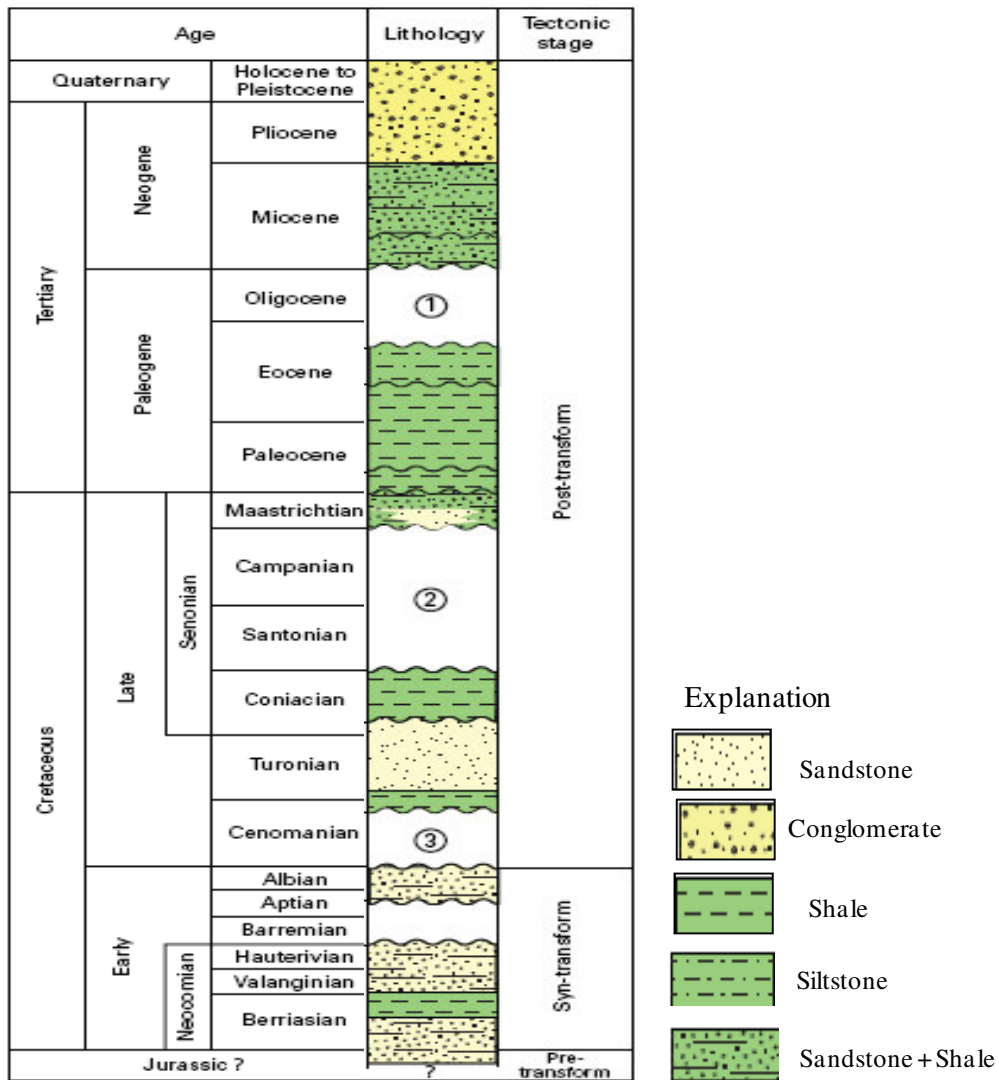 Age
Lithology
Tectonic
stage
Quaternary
Holocene to
Pleistocene
Tertiary
Neogene
Pliocene
Miocene
Paleogene
Oligocene
1
Eocene
Paleocene
Post-transform
Cretaceous
Late
Senonian
Maastrichtian
Campanian
2
Santonian
Coniacian
Turonian
Cenomanian
3
Early
Albian
Aptian
Barremian
Neocomian
Hauterivian
Valanginian
Berriasian
Syn-transform
Jurassic ?
?
Pre-
transform
Explanation
Sandstone
Conglomerate
Shale
Siltstone
Sandstone + Shale